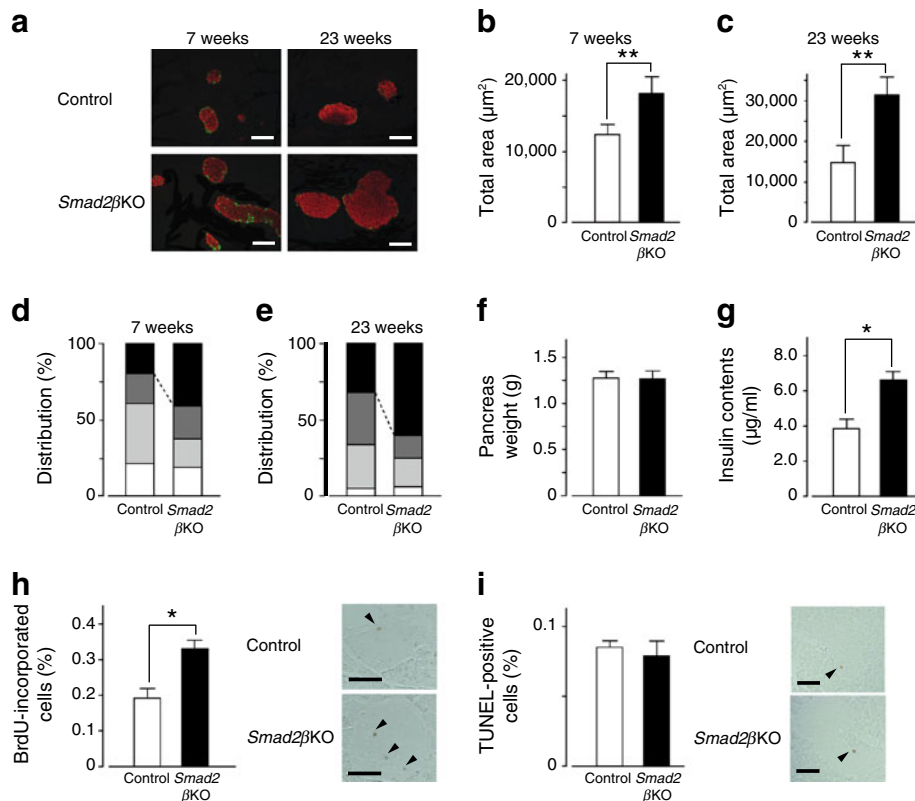 a
7 weeks
23 weeks
Control
Smad2βKO
b
7 weeks
**
Total area (µm²)
20,000
10,000
0
Control Smad2
βKO
c
23 weeks
**
Total area (µm²)
30,000
20,000
10,000
0
Control Smad2
βKO
d
7 weeks
Distribution (%)
100
50
0
Control Smad2
βKO
e
23 weeks
Distribution (%)
100
50
0
Control Smad2
βKO
f
Pancreas
weight (g)
1.5
1.0
0.5
0
Control Smad2
βKO
g
*
Insulin contents
(µg/ml)
8.0
6.0
4.0
2.0
0
Control Smad2
βKO
h
*
BrdU-incorporated
cells (%)
0.4
0.3
0.2
0.1
0
Control Smad2
βKO
Control
Smad2βKO
i
TUNEL-positive
cells (%)
0.1
0
Control Smad2
βKO
Control
Smad2βKO